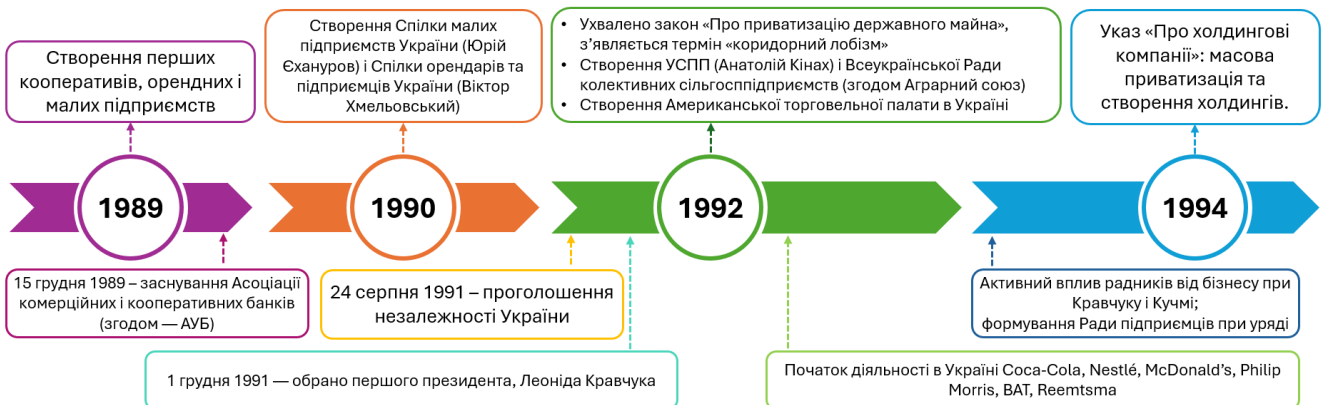 Створення перших
кооперативів, орендних і
малих підприємств
Створення Спілки малих
підприємств України (Юрій
Єхануров) і Спілки орендарів та
підприємців України (Віктор
Хмельовський)
• Ухвалено закон «Про приватизацію державного майна»,
з’являється термін «коридорний лобізм»
• Створення УСПП (Анатолій Кінах) і Всеукраїнської Ради
колективних сільгосппідприємств (згодом Аграрний союз)
• Створення Американської торговельної палати в Україні
Указ «Про холдингові
компанії»: масова
приватизація та
створення холдингів.
1989
1990
1992
1994
15 грудня 1989 – заснування Асоціації
комерційних і кооперативних банків
(згодом — АУБ)
24 серпня 1991 – проголошення
незалежності України
Активний вплив радників від бізнесу при
Кравчуку і Кучмі;
формування Ради підприємців при уряді
1 грудня 1991 — обрано першого президента, Леоніда Кравчука
Початок діяльності в Україні Coca-Cola, Nestlé, McDonald’s, Philip
Morris, BAT, Reemtsma